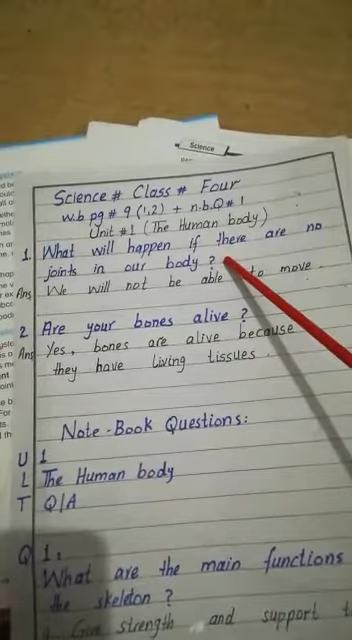 Science
Science # Class # Four
w.b pg # 9 (1,2) + n.b.Q # 1
Unit #1 (The Human body)
1. What will happen if there are no
joints in our body?
Ans We will not be able to move.
2 Are your bones alive?
Ans Yes, bones are alive because
they have living tissues.
Note-Book Questions:
U 1
L The Human body
T Q/A
Q 1:
What are the main functions
the skeleton?
Give strength and support t